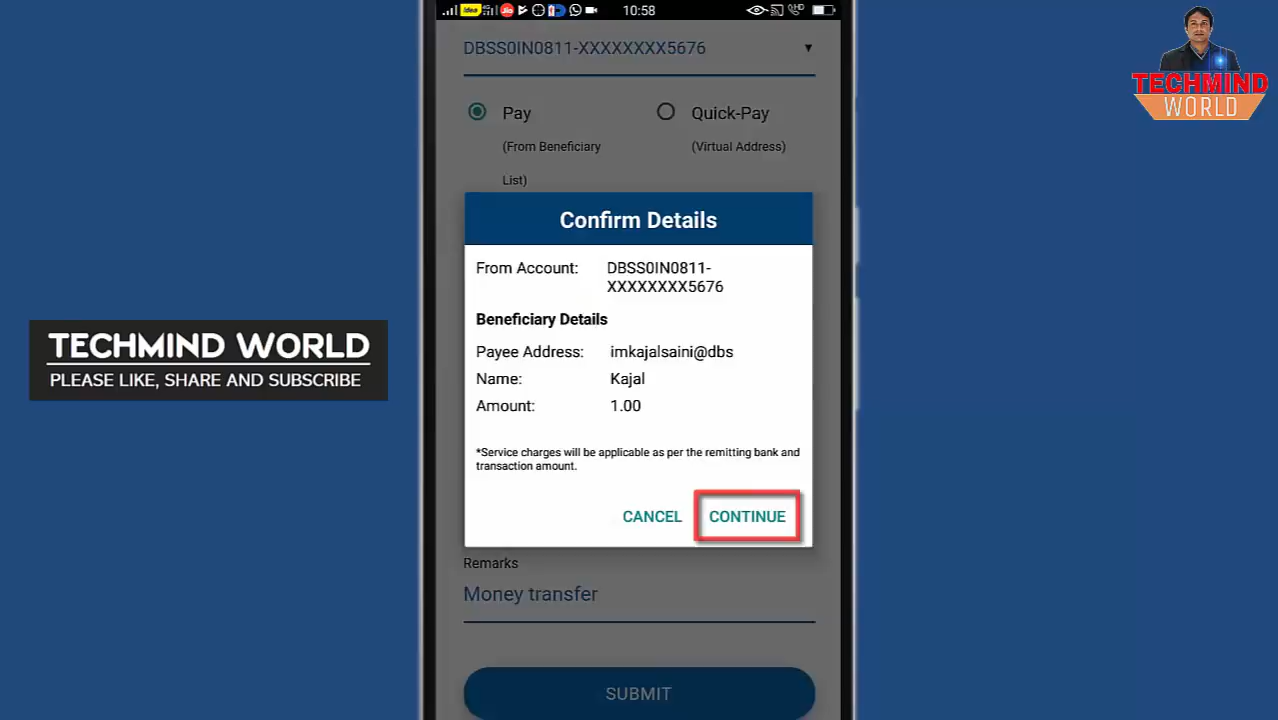 10:58
DBSS0IN0811-XXXXXXXX5676
Pay
Quick-Pay
(From Beneficiary
(Virtual Address)
List)
Confirm Details
From Account: DBSS0IN0811-
XXXXXXXX5676
Beneficiary Details
Payee Address: imkajalsaini@dbs
Name: Kajal
Amount: 1.00
*Service charges will be applicable as per the remitting bank and
transaction amount.
CANCEL CONTINUE
Remarks
Money transfer
SUBMIT
TECHMIND WORLD
PLEASE LIKE, SHARE AND SUBSCRIBE
TECHMIND
WORLD